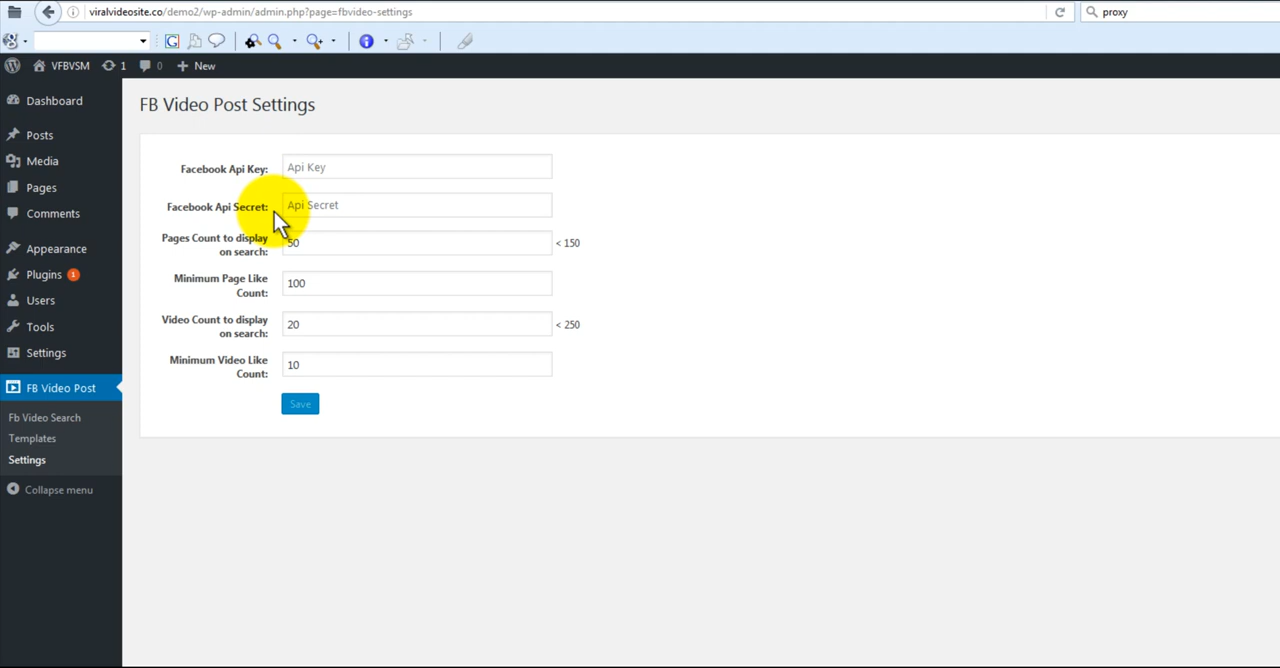 viralvideosite.co/demo2/wp-admin/admin.php?page=fbvideo-settings
proxy
VFBVSM
1
0
New
Dashboard
Posts
Media
Pages
Comments
Appearance
Plugins 1
Users
Tools
Settings
FB Video Post
Fb Video Search
Templates
Settings
Collapse menu
FB Video Post Settings
Facebook Api Key: Api Key
Facebook Api Secret: Api Secret
Pages Count to display
on search: 50 < 150
Minimum Page Like
Count: 100
Video Count to display
on search: 20 < 250
Minimum Video Like
Count: 10
Save